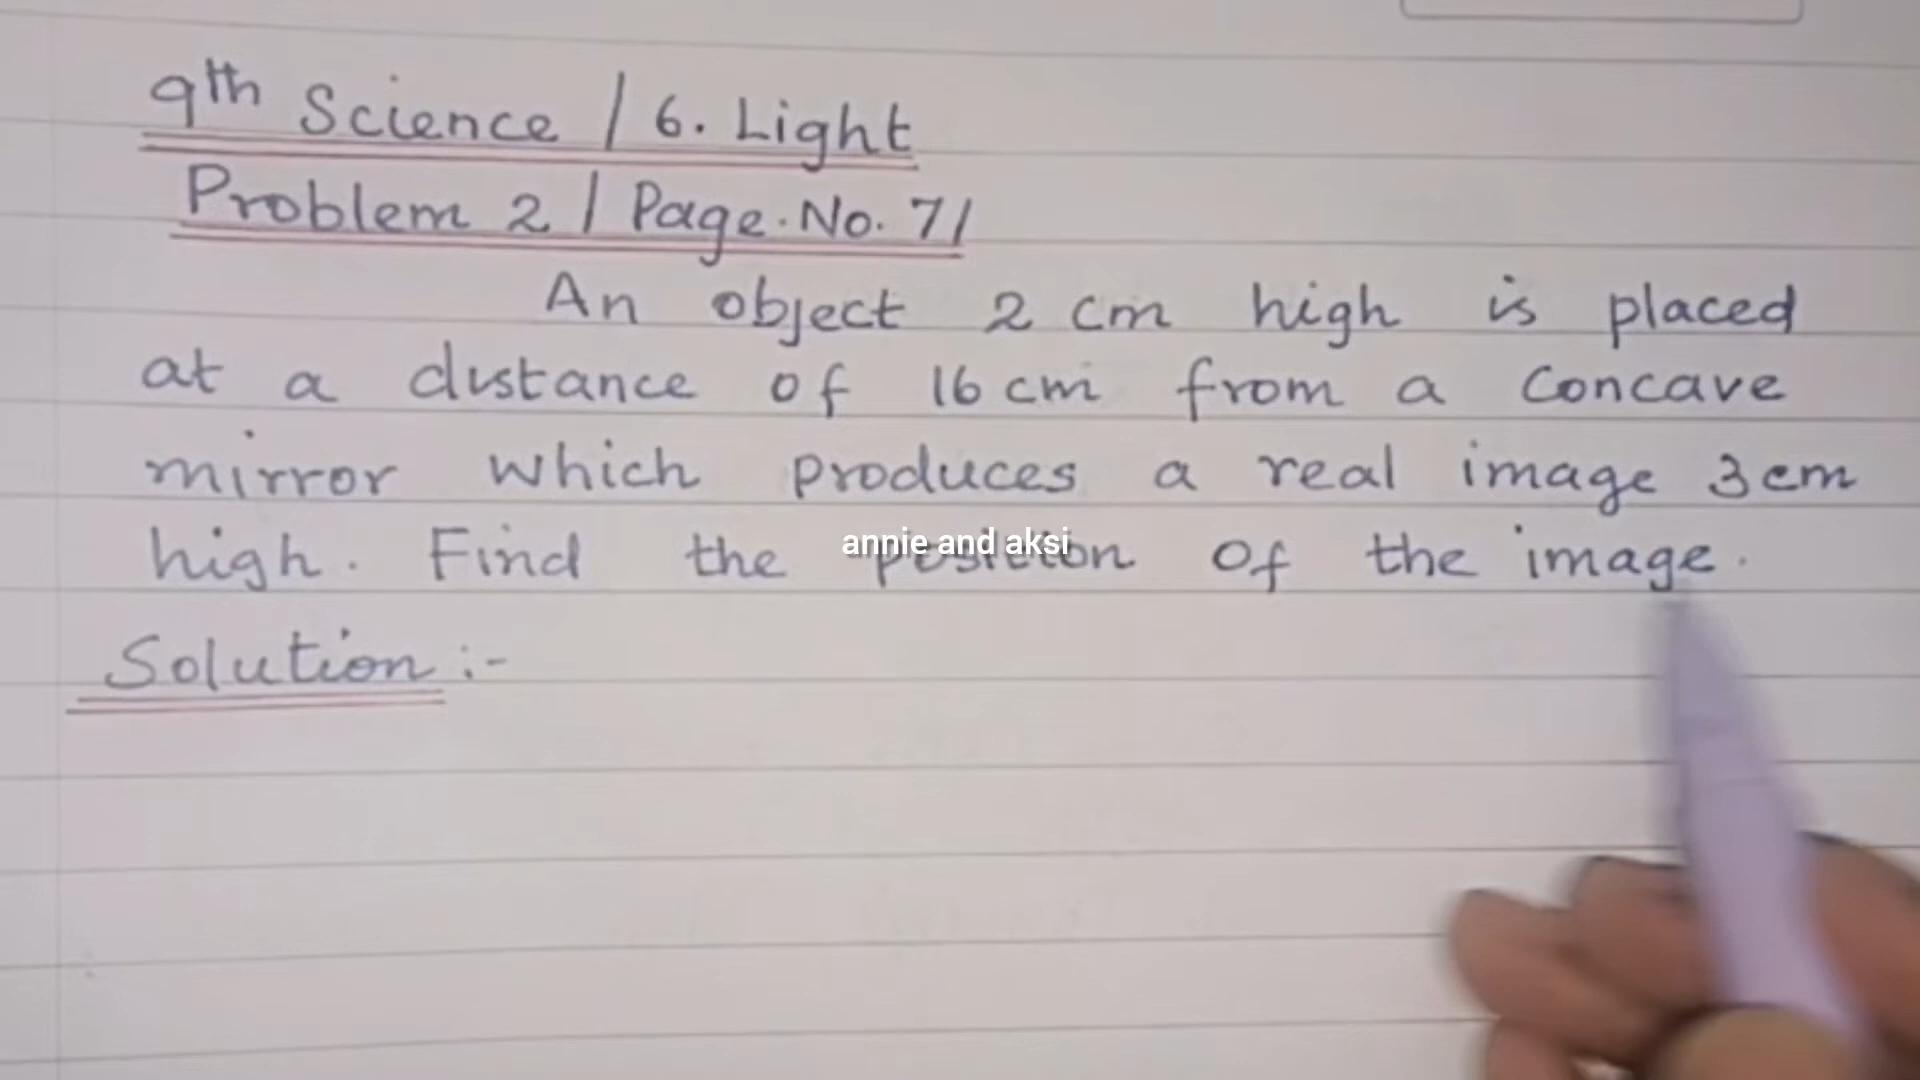 9th Science / 6. Light
Problem 2 / Page.No. 71
An object 2 cm high is placed
at a distance of 16 cm from a Concave
mirror which produces a real image 3 cm
high. Find the position of the image.
annie and aksi
Solution :-